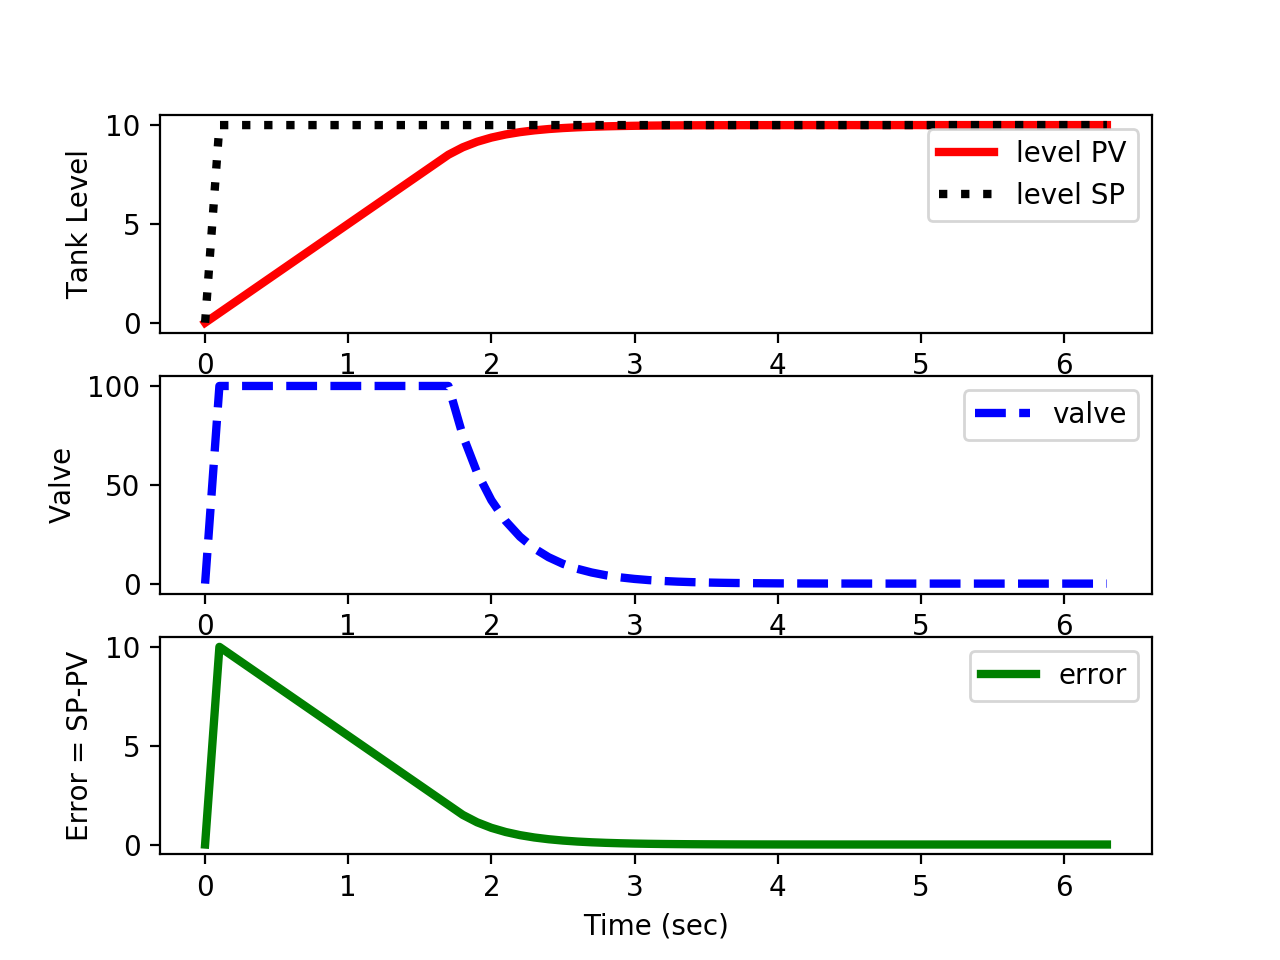 Tank Level
10
5
0
level PV
level SP
0 1 2 3 4 5 6
Valve
100
50
0
valve
0 1 2 3 4 5 6
Error = SP-PV
10
5
0
error
0 1 2 3 4 5 6
Time (sec)